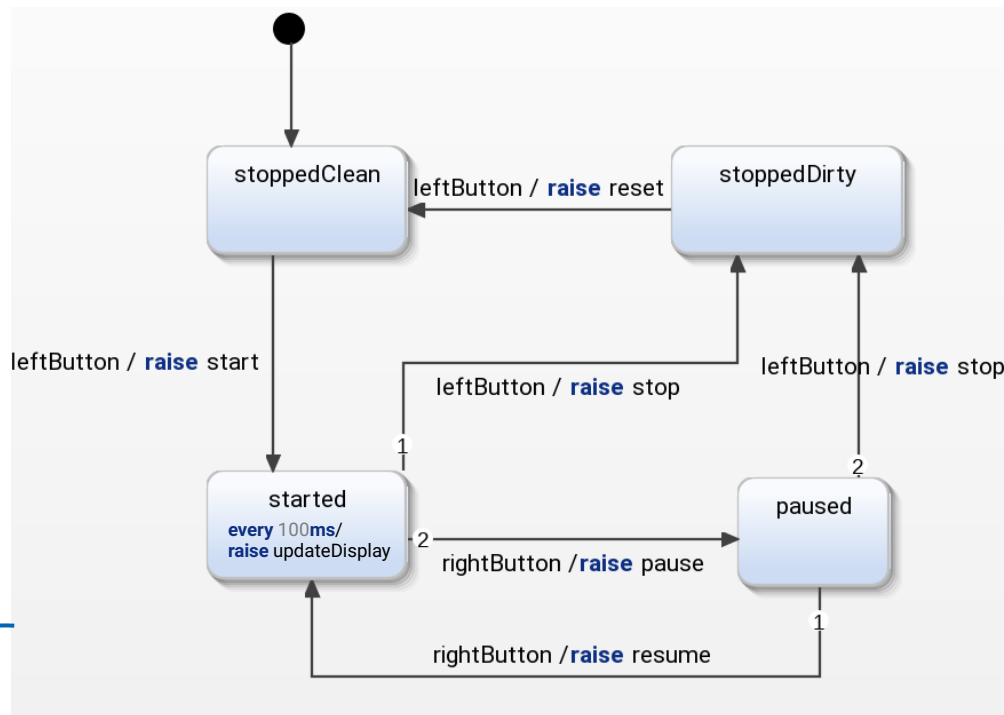 stoppedClean
stoppedDirty
leftButton / raise reset
leftButton / raise start
leftButton / raise stop
leftButton / raise stop
1
2
started
every 100ms/
raise updateDisplay
paused
2
rightButton /raise pause
1
rightButton /raise resume